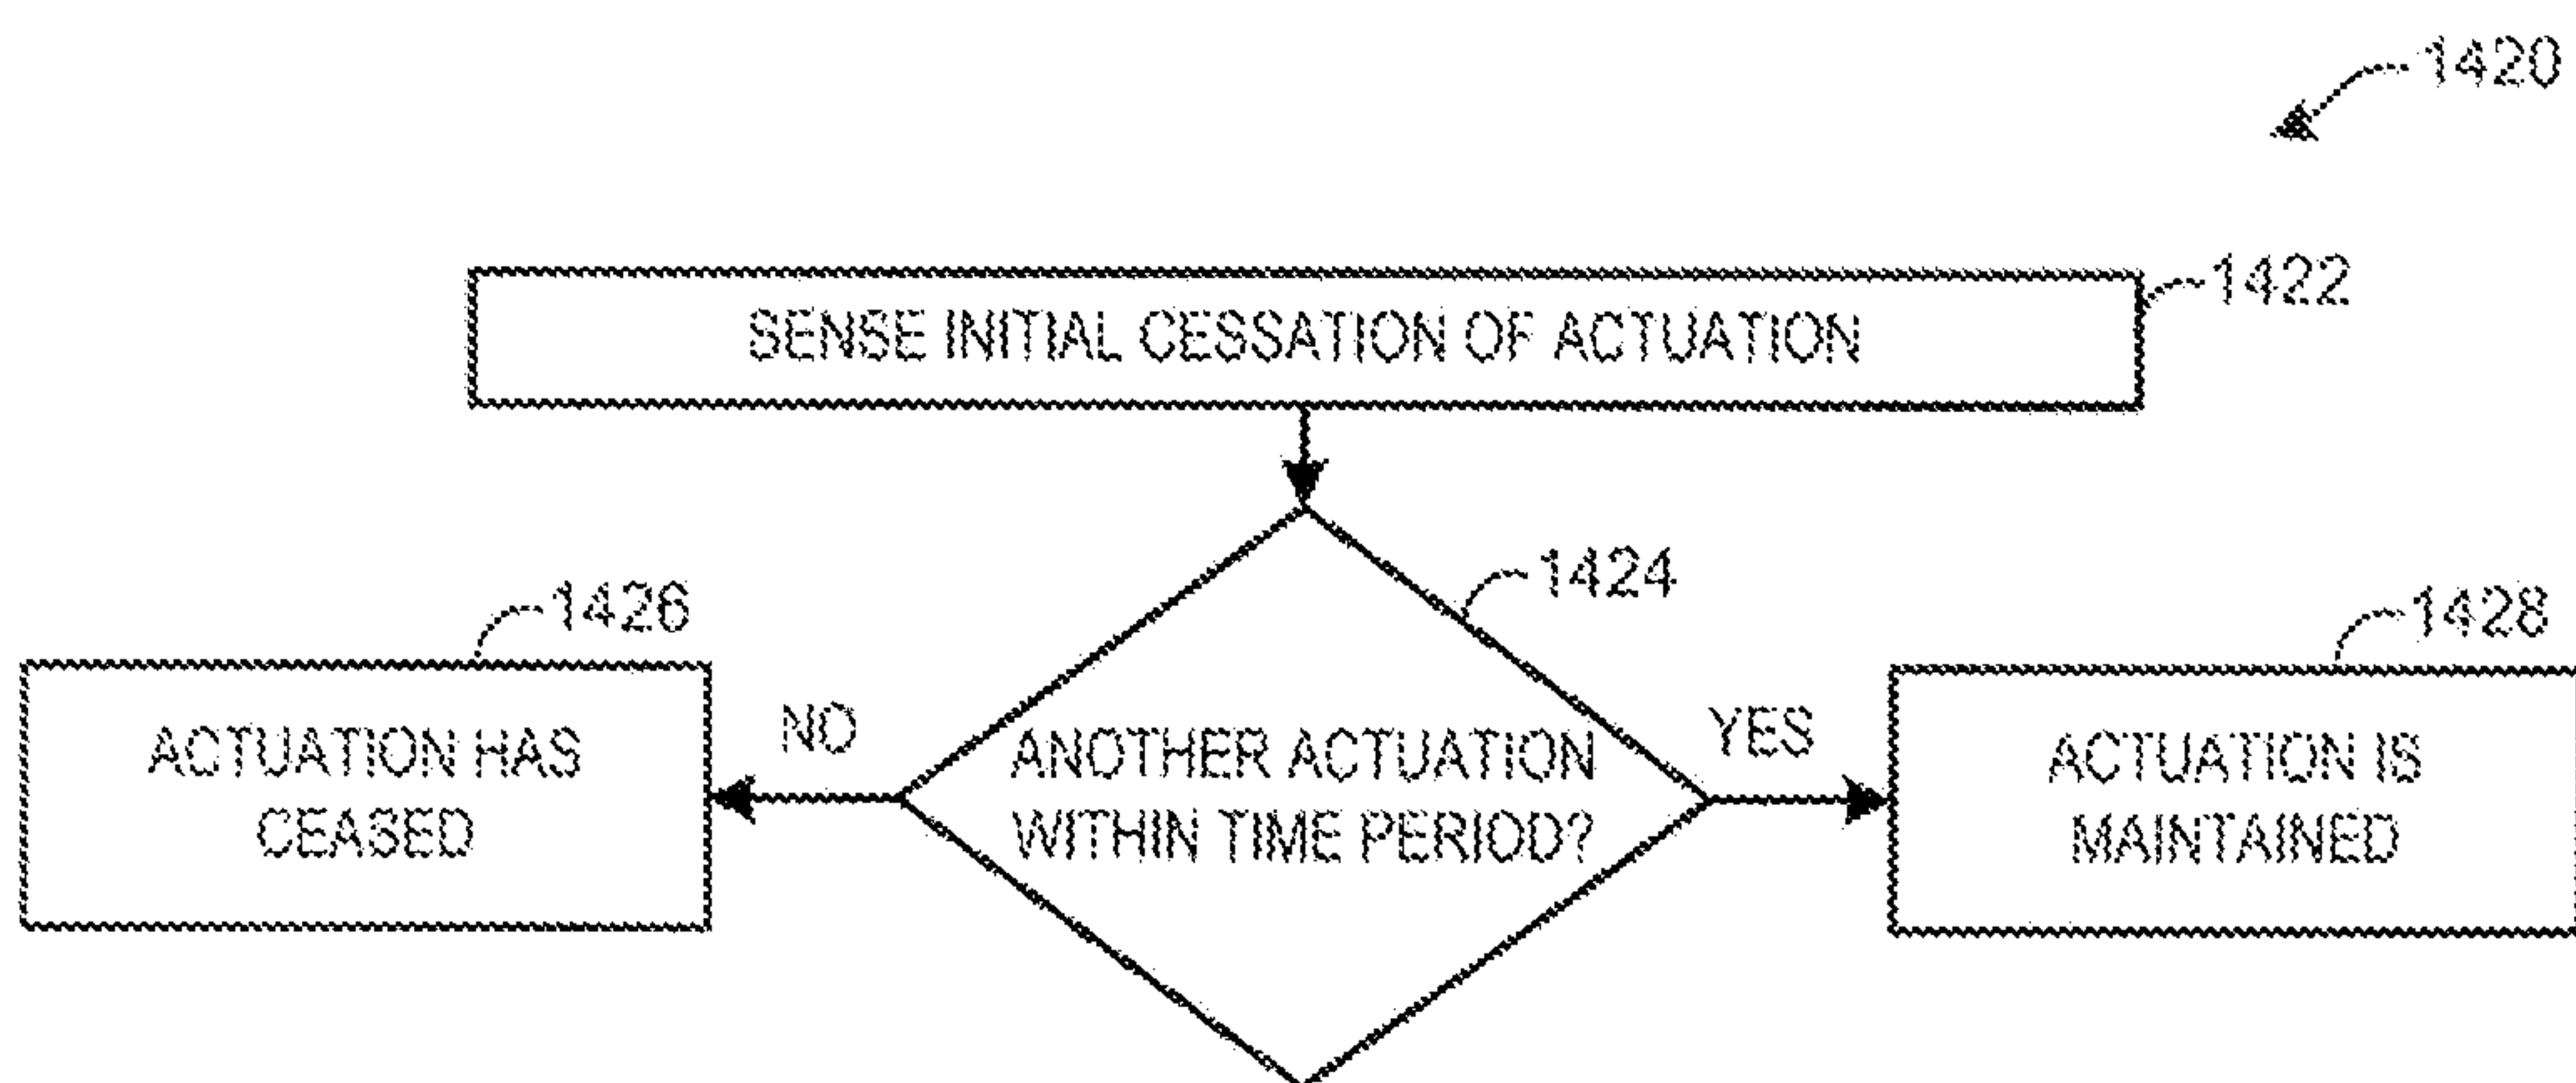 1420
1422
SENSE INITIAL CESSATION OF ACTUATION
1424
1426
1428
NO
YES
ACTUATION HAS
CEASED
ANOTHER ACTUATION
WITHIN TIME PERIOD?
ACTUATION IS
MAINTAINED